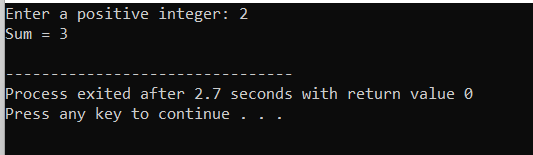 Enter a positive integer: 2
Sum = 3
--------------------------------
Process exited after 2.7 seconds with return value 0
Press any key to continue . . .